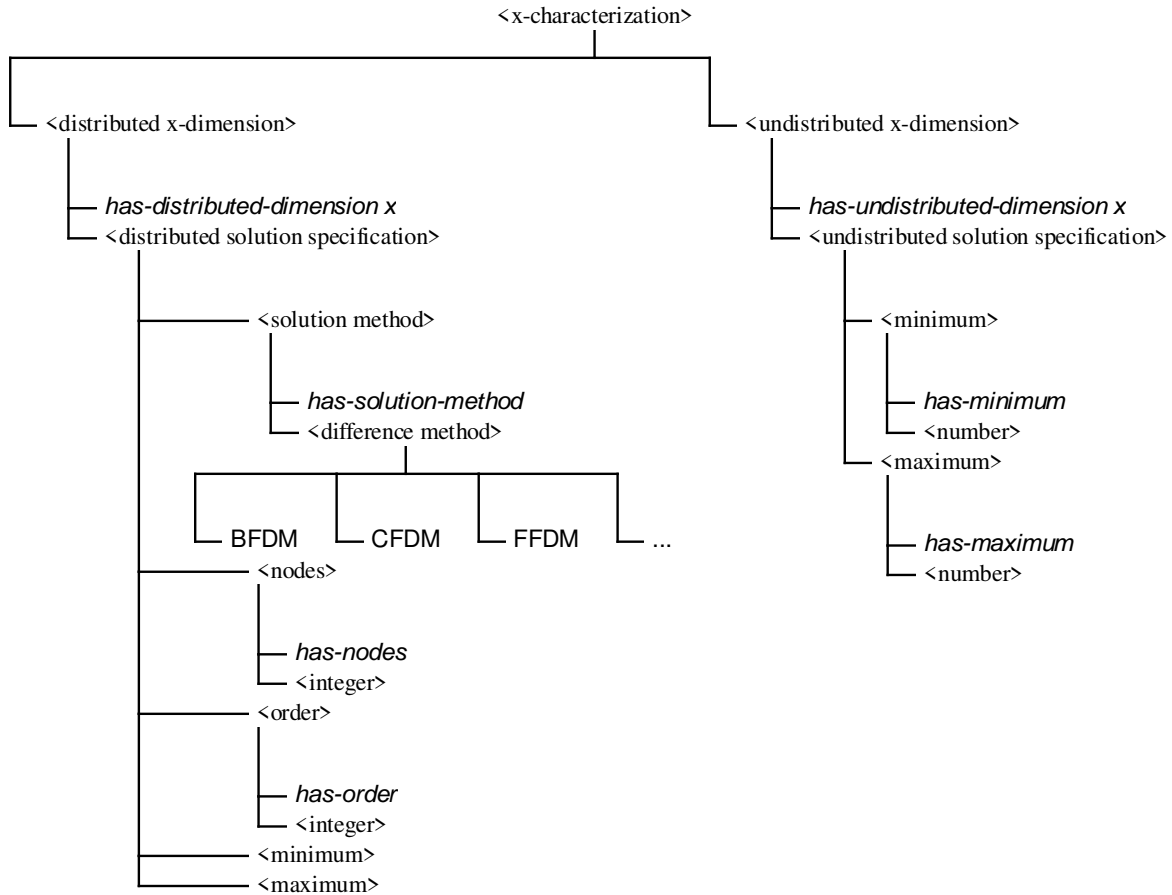 <x-characterization>
<distributed x-dimension>
<undistributed x-dimension>
has-distributed-dimension x
has-undistributed-dimension x
<distributed solution specification>
<undistributed solution specification>
<solution method>
<minimum>
has-solution-method
has-minimum
<difference method>
<number>
<maximum>
BFDM
CFDM
FFDM
...
has-maximum
<nodes>
<number>
has-nodes
<integer>
<order>
has-order
<integer>
<minimum>
<maximum>